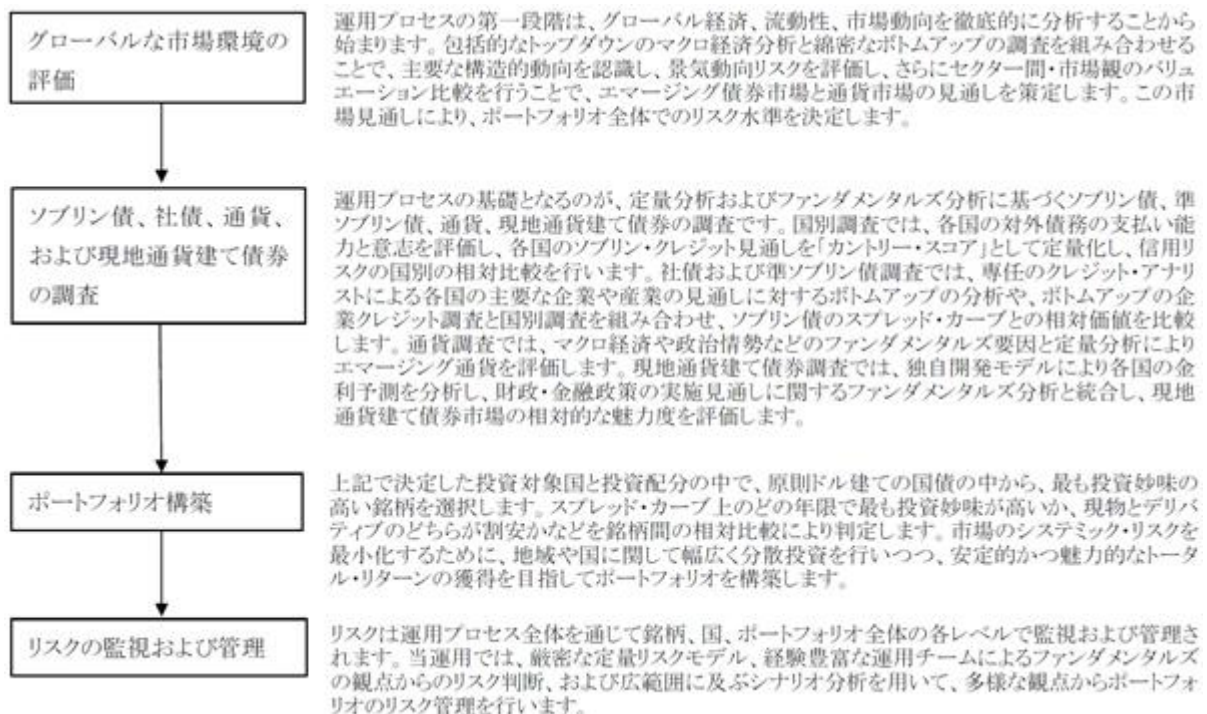 グローバルな市場環境の
評価
運用プロセスの第一段階は、グローバル経済、流動性、市場動向を徹底的に分析することから
始まります。包括的なトップダウンのマクロ経済分析と綿密なボトムアップの調査を組み合わせる
ことで、主要な構造的動向を認識し、景気動向リスクを評価し、さらにセクター間・市場観のバリュ
エーション比較を行うことで、エマージング債券市場と通貨市場の見通しを策定します。この市
場見通しにより、ポートフォリオ全体でのリスク水準を決定します。
ソブリン債、社債、通貨、
および現地通貨建て債券
の調査
運用プロセスの基礎となるのが、定量分析およびファンダメンタルズ分析に基づくソブリン債、準
ソブリン債、通貨、現地通貨建て債券の調査です。国別調査では、各国の対外債務の支払い能
力と意志を評価し、各国のソブリン・クレジット見通しを「カントリー・スコア」として定量化し、信用リ
スクの国別の相対比較を行います。社債および準ソブリン債調査では、専任のクレジット・アナリ
ストによる各国の主要な企業や産業の見通しに対するボトムアップの分析や、ボトムアップの企
業クレジット調査と国別調査を組み合わせ、ソブリン債のスプレッド・カーブとの相対価値を比較
します。通貨調査では、マクロ経済や政治情勢などのファンダメンタルズ要因と定量分析により
エマージング通貨を評価します。現地通貨建て債券調査では、独自開発モデルにより各国の金
利予測を分析し、財政・金融政策の実施見通しに関するファンダメンタルズ分析と統合し、現地
通貨建て債券市場の相対的な魅力度を評価します。
ポートフォリオ構築
上記で決定した投資対象国と投資配分の中で、原則ドル建ての国債の中から、最も投資妙味の
高い銘柄を選択します。スプレッド・カーブ上のどの年限で最も投資妙味が高いか、現物とデリバ
ティブのどちらが割安かなどを銘柄間の相対比較により判定します。市場のシステミック・リスクを
最小化するために、地域や国に関して幅広く分散投資を行いつつ、安定的かつ魅力的なトータ
ル・リターンの獲得を目指してポートフォリオを構築します。
リスクの監視および管理
リスクは運用プロセス全体を通じて銘柄、国、ポートフォリオ全体の各レベルで監視および管理さ
れます。当運用では、厳密な定量リスクモデル、経験豊富な運用チームによるファンダメンタルズ
の観点からのリスク判断、および広範囲に及ぶシナリオ分析を用いて、多様な観点からポートフォ
リオのリスク管理を行います。